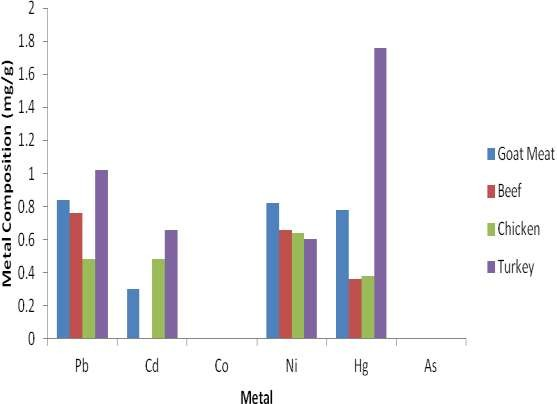 2
1.8
1.6
1.4
1.2
1
0.8
0.6
0.4
0.2
0
Metal Composition (mg/g)
Pb Cd Co Ni Hg As
Metal
Goat Meat
Beef
Chicken
Turkey